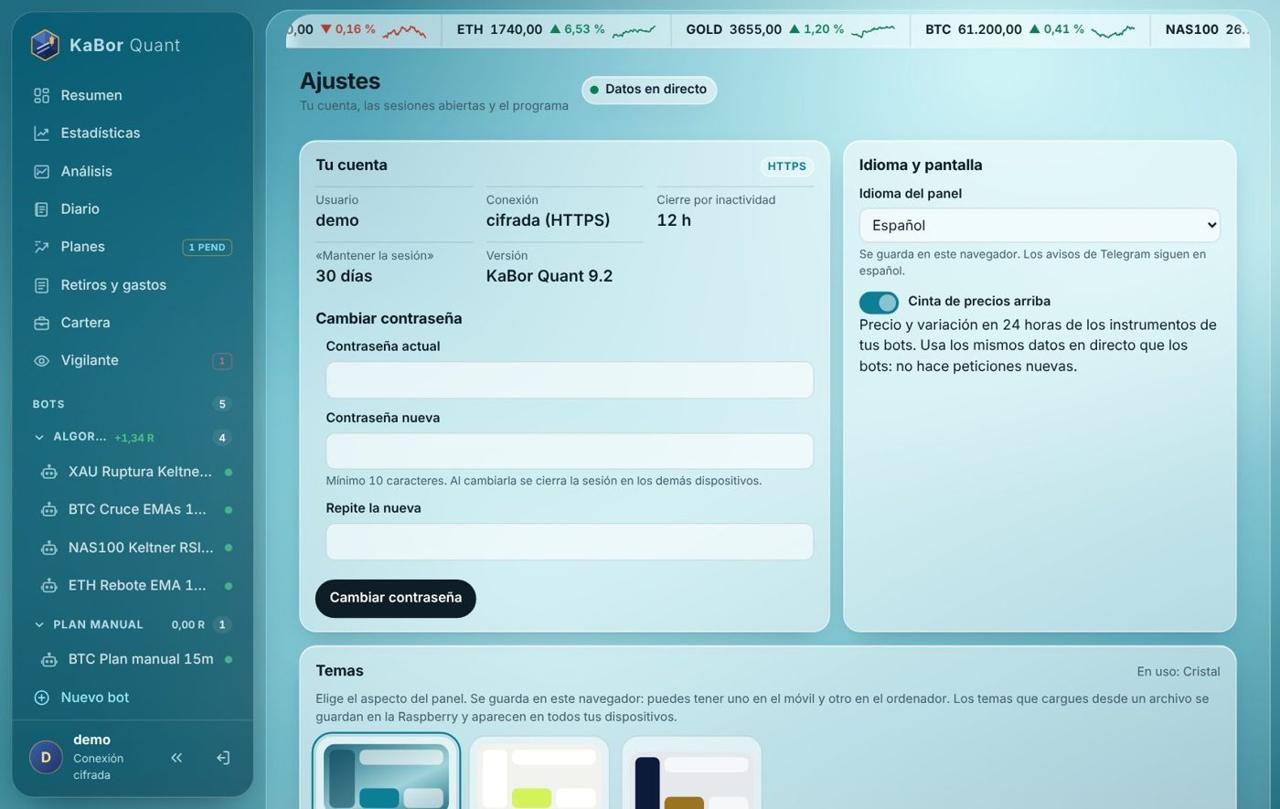 KaBor Quant
Resumen
Estadísticas
Análisis
Diario
Planes 1 PEND
Retiros y gastos
Cartera
Vigilante 1
BOTS 5
ALGOR... +1,34 R 4
XAU Ruptura Keltne...
BTC Cruce EMAs 1...
NAS100 Keltner RSI...
ETH Rebote EMA 1...
PLAN MANUAL 0,00 R 1
BTC Plan manual 15m
Nuevo bot
D demo
Conexión
cifrada
,00 ▼ 0,16 % ETH 1740,00 ▲ 6,53 % GOLD 3655,00 ▲ 1,20 % BTC 61.200,00 ▲ 0,41 % NAS100 26..
Ajustes
Tu cuenta, las sesiones abiertas y el programa
Datos en directo
Tu cuenta HTTPS
Usuario Conexión Cierre por inactividad
demo cifrada (HTTPS) 12 h
«Mantener la sesión» Versión
30 días KaBor Quant 9.2
Cambiar contraseña
Contraseña actual
Contraseña nueva
Mínimo 10 caracteres. Al cambiarla se cierra la sesión en los demás dispositivos.
Repite la nueva
Cambiar contraseña
Idioma y pantalla
Idioma del panel
Español
Se guarda en este navegador. Los avisos de Telegram siguen en
español.
Cinta de precios arriba
Precio y variación en 24 horas de los instrumentos de
tus bots. Usa los mismos datos en directo que los
bots: no hace peticiones nuevas.
Temas En uso: Cristal
Elige el aspecto del panel. Se guarda en este navegador: puedes tener uno en el móvil y otro en el ordenador. Los temas que cargues desde un archivo se
guardan en la Raspberry y aparecen en todos tus dispositivos.